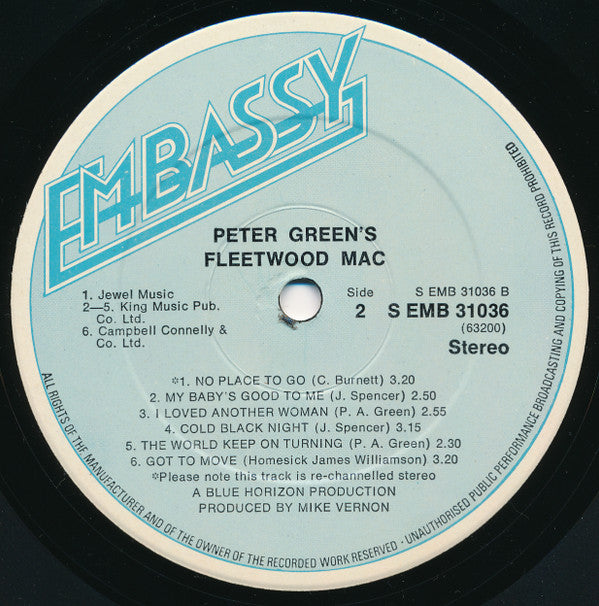 EMBASSY
PETER GREEN'S
FLEETWOOD MAC
1. Jewel Music
2—5. King Music Pub.
Co. Ltd.
6. Campbell Connelly &
Co. Ltd.
Side
2
S EMB 31036 B
S EMB 31036
(63200)
Stereo
*1. NO PLACE TO GO (C. Burnett) 3.20
2. MY BABY'S GOOD TO ME (J. Spencer) 2.50
3. I LOVED ANOTHER WOMAN (P. A. Green) 2.55
4. COLD BLACK NIGHT (J. Spencer) 3.15
5. THE WORLD KEEP ON TURNING (P. A. Green) 2.30
6. GOT TO MOVE (Homesick James Williamson) 3.20
*Please note this track is re-channelled stereo
A BLUE HORIZON PRODUCTION
PRODUCED BY MIKE VERNON
ALL RIGHTS OF THE MANUFACTURER AND OF THE OWNER OF THE RECORDED WORK RESERVED - UNAUTHORISED PUBLIC PERFORMANCE BROADCASTING AND COPYING OF THIS RECORD PROHIBITED